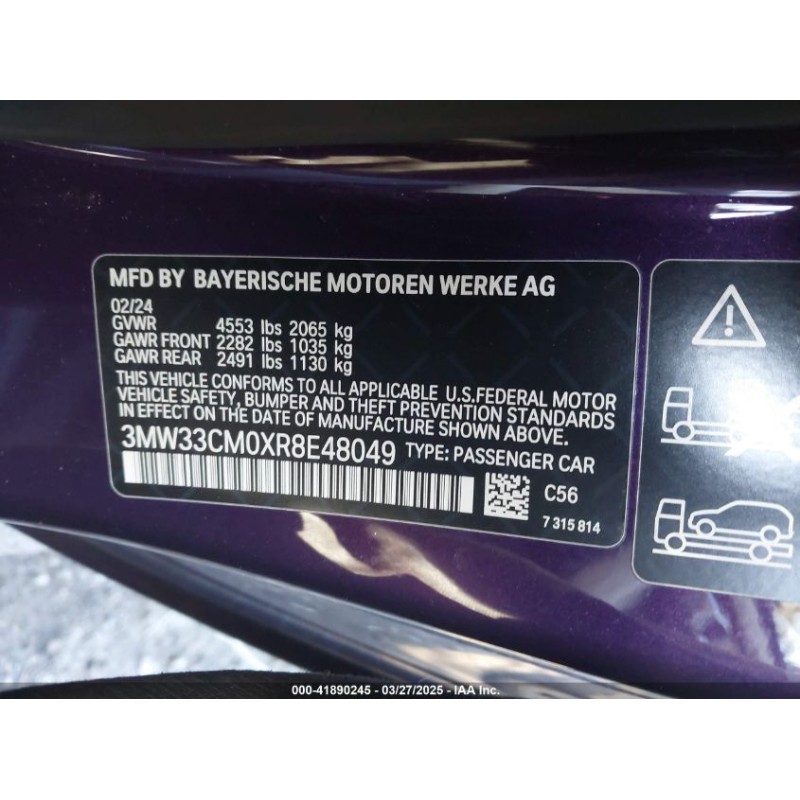 MFD BY BAYERISCHE MOTOREN WERKE AG
02/24
GVWR 4553 lbs 2065 kg
GAWR FRONT 2282 lbs 1035 kg
GAWR REAR 2491 lbs 1130 kg
THIS VEHICLE CONFORMS TO ALL APPLICABLE U.S.FEDERAL MOTOR
VEHICLE SAFETY, BUMPER AND THEFT PREVENTION STANDARDS
IN EFFECT ON THE DATE OF MANUFACTURE SHOWN ABOVE.
3MW33CM0XR8E48049 TYPE: PASSENGER CAR
C56
7 315 814
000-41890245 - 03/27/2025 - IAA Inc.